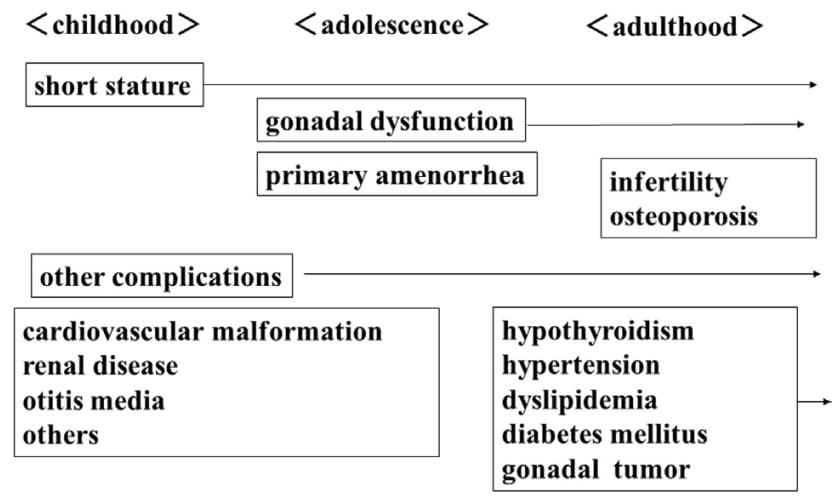 <childhood> <adolescence> <adulthood>
short stature
gonadal dysfunction
primary amenorrhea
infertility
osteoporosis
other complications
cardiovascular malformation
renal disease
otitis media
others
hypothyroidism
hypertension
dyslipidemia
diabetes mellitus
gonadal tumor